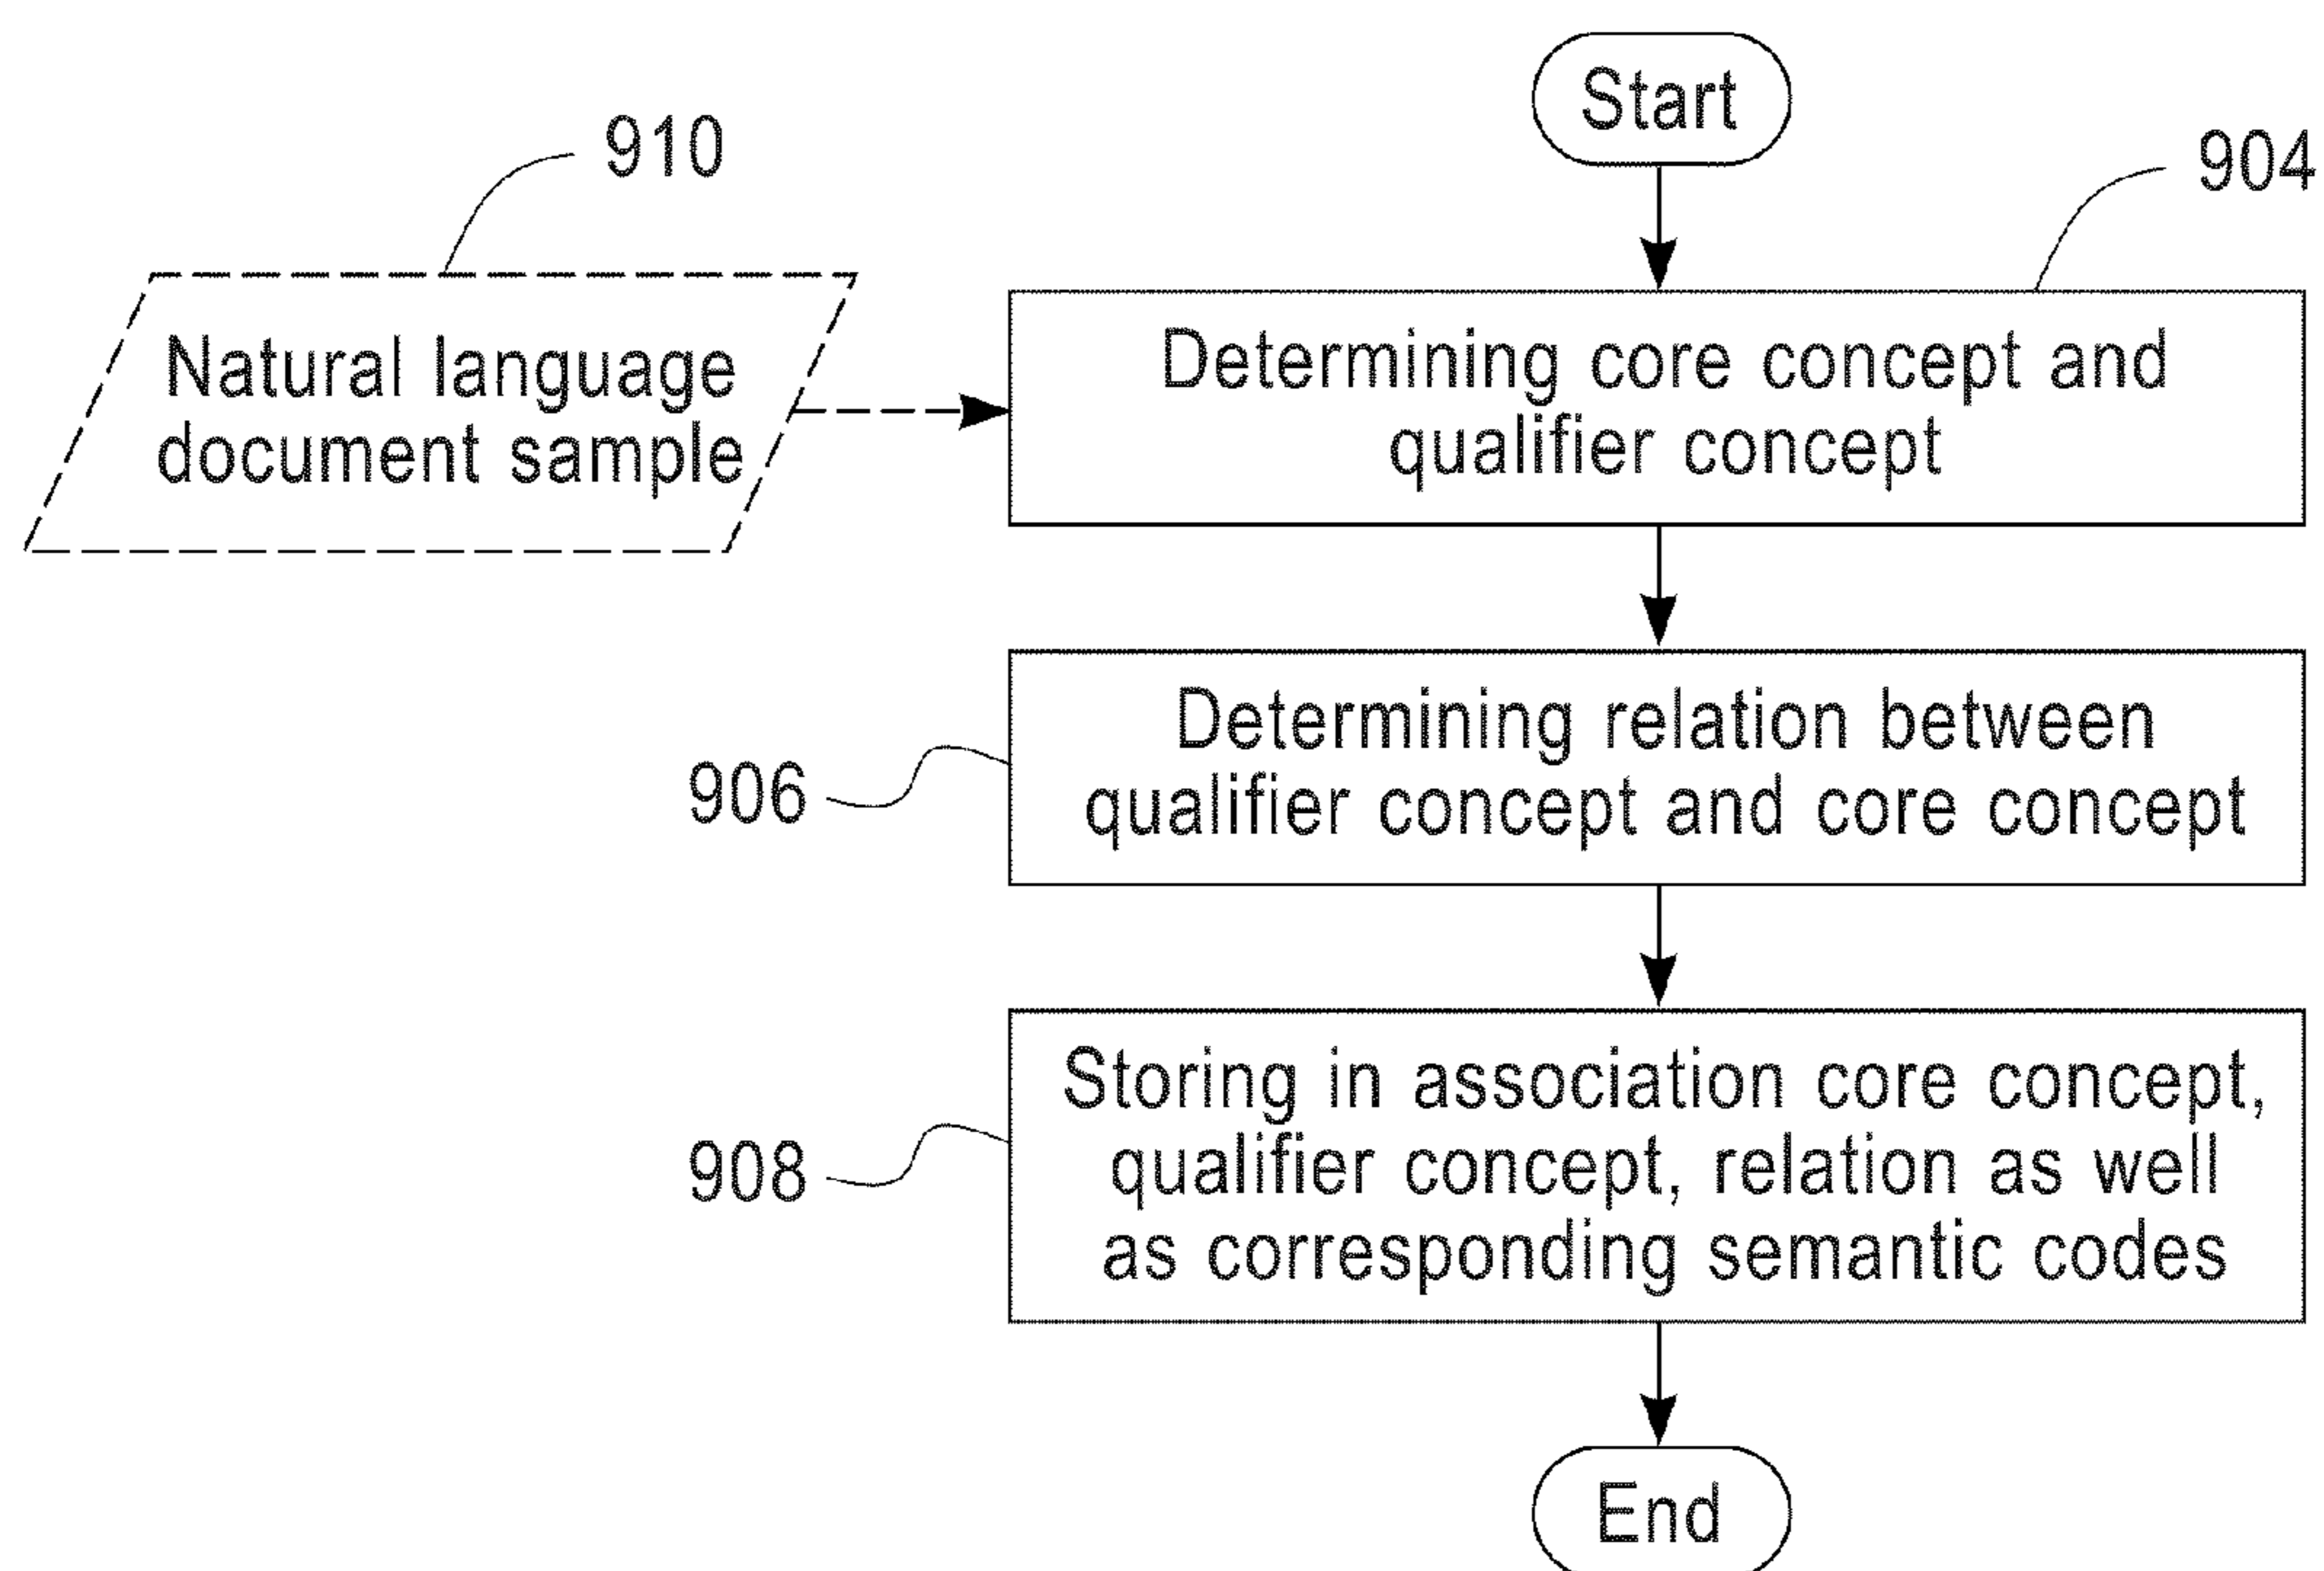 Start
910
904
Natural language
document sample
Determining core concept and
qualifier concept
Determining relation between
qualifier concept and core concept
906
Storing in association core concept,
qualifier concept, relation as well
as corresponding semantic codes
908
End